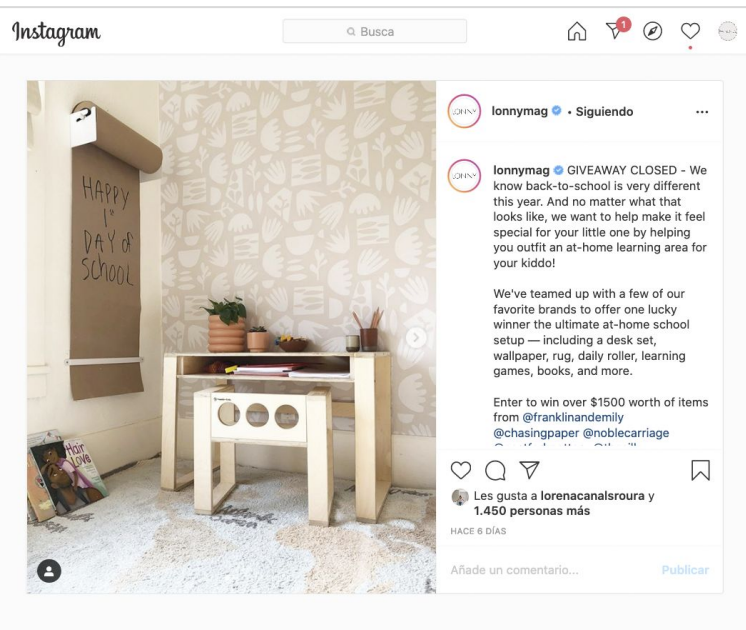 Instagram
Busca
1
HAPPY
1st
DAY of
SCHOOL
Hair
LOVE
LONNY
lonnymag • Siguiendo
LONNY
lonnymag GIVEAWAY CLOSED - We
know back-to-school is very different
this year. And no matter what that
looks like, we want to help make it feel
special for your little one by helping
you outfit an at-home learning area for
your kiddo!
We've teamed up with a few of our
favorite brands to offer one lucky
winner the ultimate at-home school
setup — including a desk set,
wallpaper, rug, daily roller, learning
games, books, and more.
Enter to win over $1500 worth of items
from @franklinandemily
@chasingpaper @noblecarriage
Les gusta a lorenacanalsroura y
1.450 personas más
HACE 6 DÍAS
Añade un comentario...
Publicar